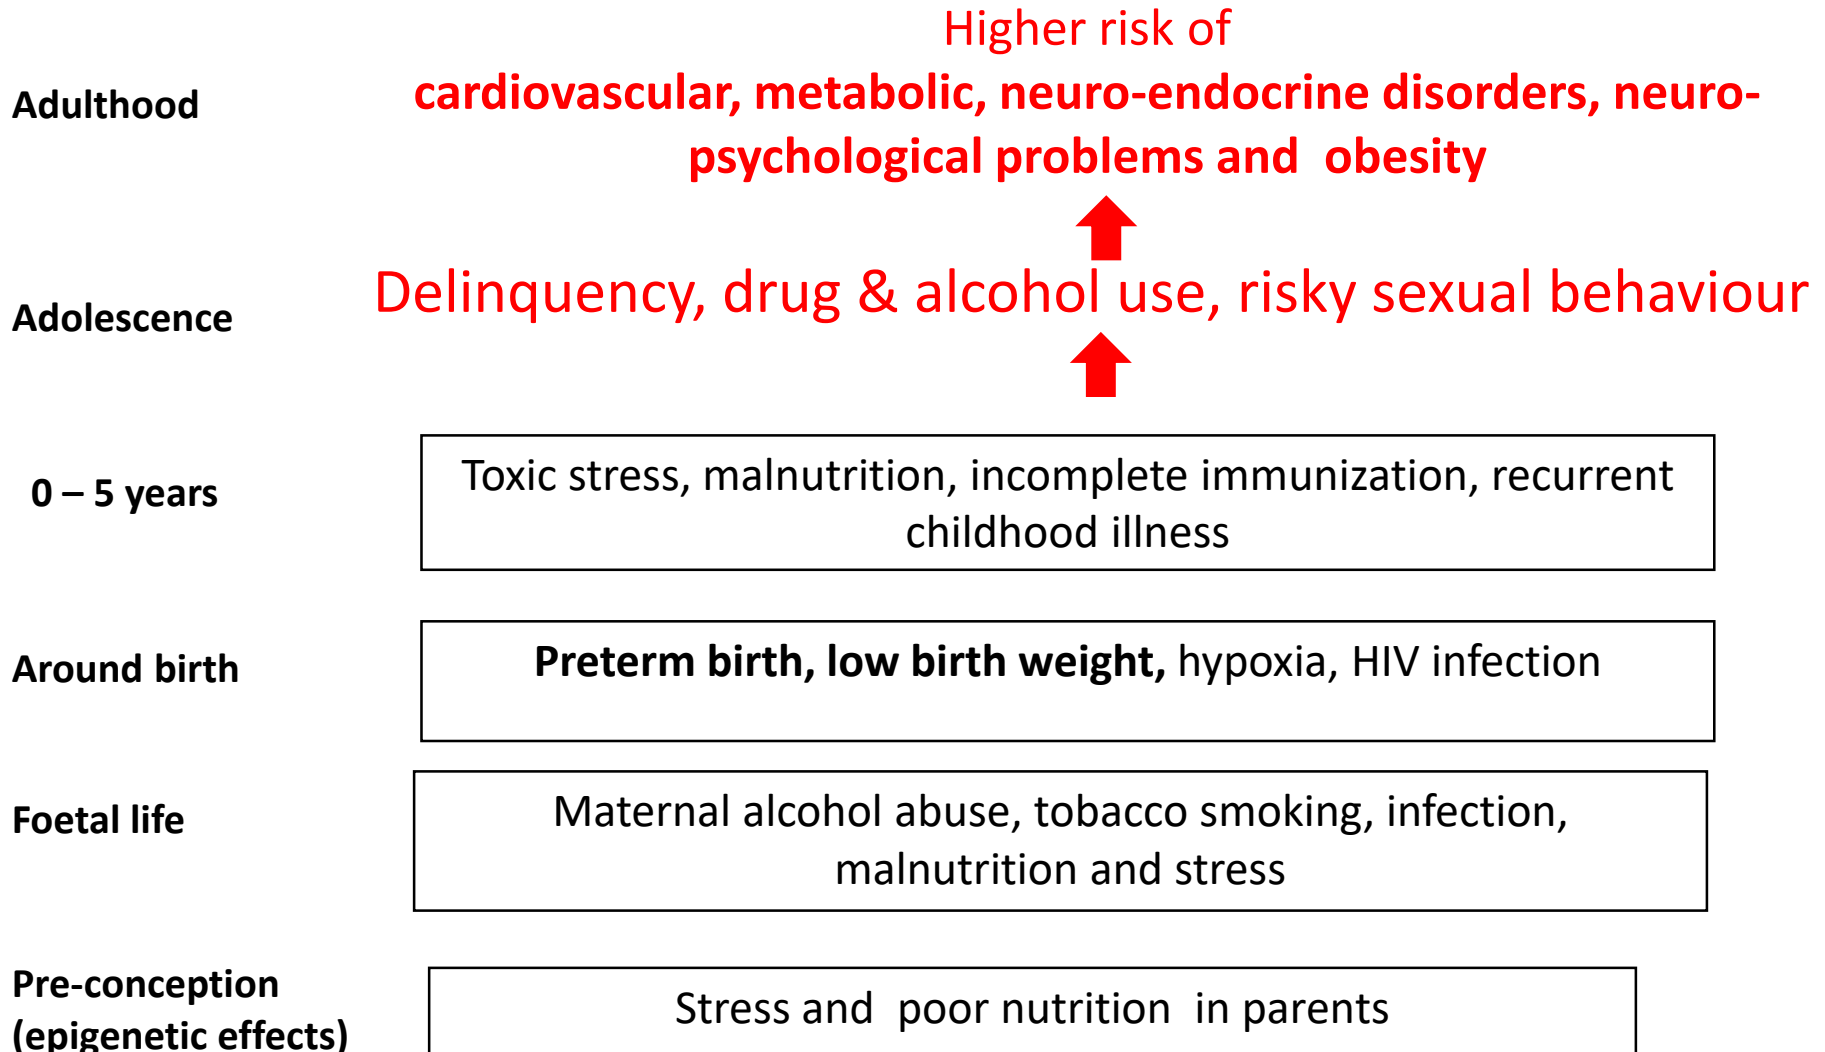 Higher risk of
Adulthood
cardiovascular, metabolic, neuro-endocrine disorders, neuro-
psychological problems and obesity
Adolescence
Delinquency, drug & alcohol use, risky sexual behaviour
0 – 5 years
Toxic stress, malnutrition, incomplete immunization, recurrent
childhood illness
Around birth
Preterm birth, low birth weight, hypoxia, HIV infection
Foetal life
Maternal alcohol abuse, tobacco smoking, infection,
malnutrition and stress
Pre-conception
(epigenetic effects)
Stress and poor nutrition in parents